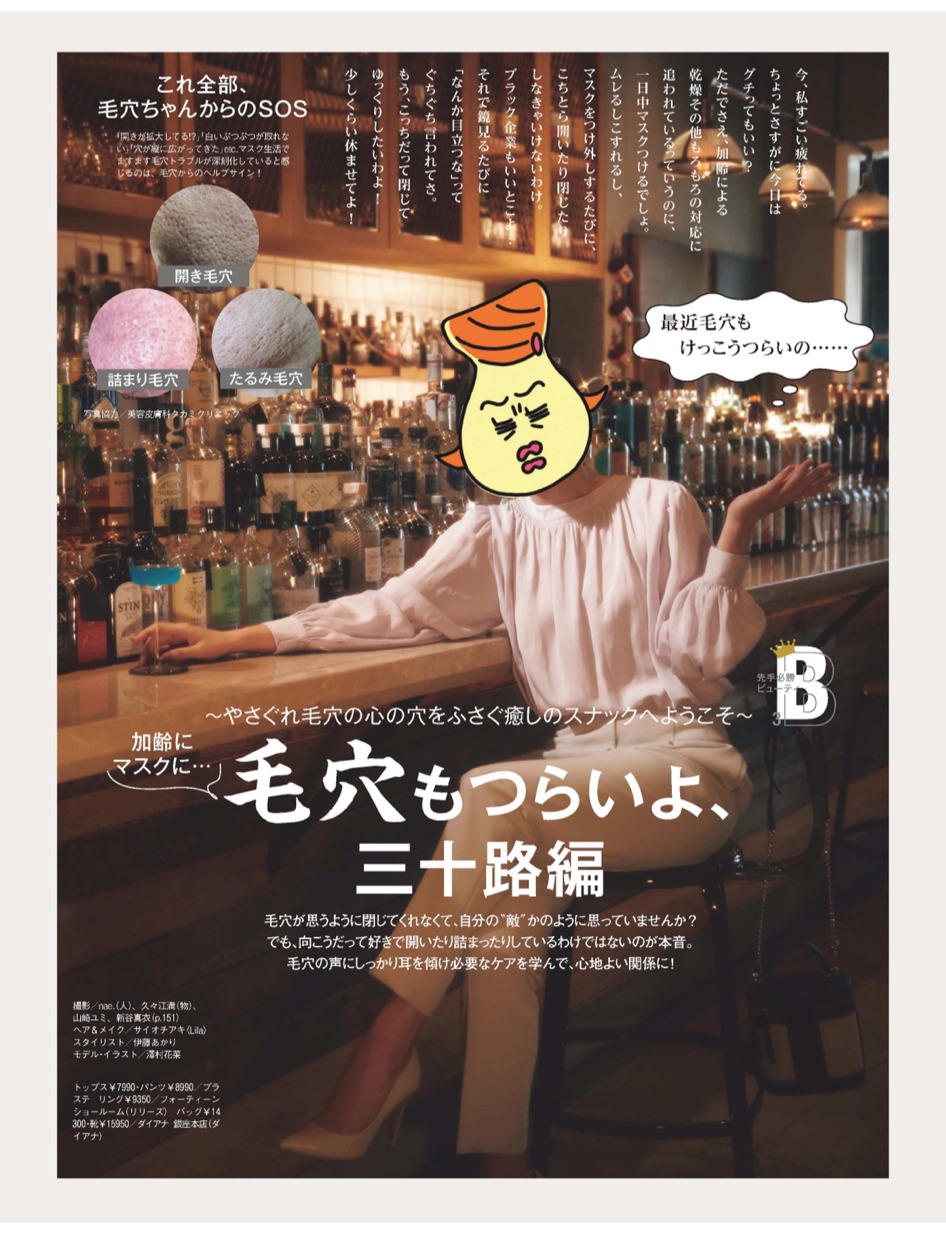 今、私すごい疲れてる。
ちょっとさすがに今日は
グチってもいい!?
ただでさえ、加齢による
乾燥その他もろもろの対応に
追われているっていうのに、
一日中マスクつけるでしょ。
ムレるしこすれるし、
マスクをつけ外しするたびに、
こちとら開いたり閉じたり
しなきゃいけないわけ。
ブラック企業もいいとこよ…。
それで鏡見るたびに
「なんか目立つな」って
ぐちぐち言われてさ。
もう、こっちだって閉じて
ゆっくりしたいわよ!
少しくらい休ませてよ!
これ全部、
毛穴ちゃんからのSOS
「開きが拡大してる!?」「白いぶつぶつが取れな
い」「穴が縦に広がってきた」etc.マスク生活で
ますます毛穴トラブルが深刻化していると感
じるのは、毛穴からのヘルプサイン!
開き毛穴
詰まり毛穴
たるみ毛穴
写真協力/美容皮膚科タカミクリニック
最近毛穴も
けっこうつらいの……
STIN
先手必勝
ビューティ
B
3
〜やさぐれ毛穴の心の穴をふさぐ癒しのスナックへようこそ〜
加齢に
マスクに…
毛穴もつらいよ、
三十路編
毛穴が思うように閉じてくれなくて、自分の“敵”かのように思っていませんか?
でも、向こうだって好きで開いたり詰まったりしているわけではないのが本音。
毛穴の声にしっかり耳を傾け必要なケアを学んで、心地よい関係に!
撮影/nae.(人)、久々江満(物)、
山崎ユミ、新谷真衣(p.151)
ヘア&メイク/サイオチアキ〈Lila〉
スタイリスト/伊藤あかり
モデル・イラスト/澤村花菜
トップス¥7990・パンツ¥8990/プラ
ステ リング¥9350/フォーティーン
ショールーム(リリーズ) バッグ¥14
300・靴¥15950/ダイアナ 銀座本店(ダ
イアナ)